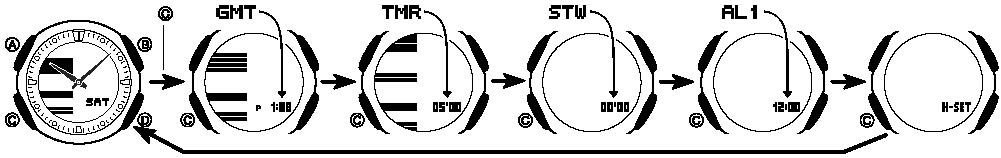 C
GMT TMR STW AL1
A B
SAT P 1:00 05'00 00'00 12:00 H-SET
C D C C C C C